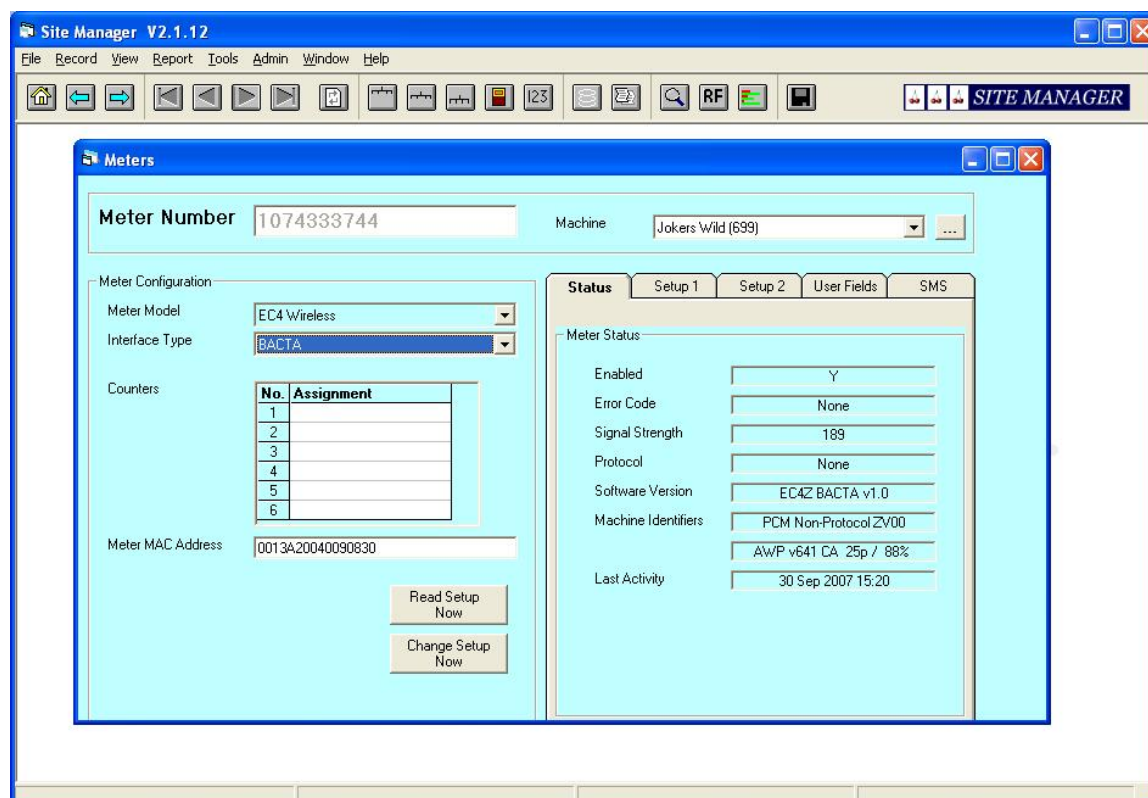 Site Manager V2.1.12
File Record View Report Tools Admin Window Help
123 RF SITE MANAGER
Meters
Meter Number 1074333744 Machine Jokers Wild (699) ...
Meter Configuration
Meter Model EC4 Wireless
Interface Type BACTA
Counters
No. Assignment
1
2
3
4
5
6
Meter MAC Address 0013A20040090830
Read Setup
Now
Change Setup
Now
Status Setup 1 Setup 2 User Fields SMS
Meter Status
Enabled Y
Error Code None
Signal Strength 189
Protocol None
Software Version EC4Z BACTA v1.0
Machine Identifiers PCM Non-Protocol ZV00
AWP v641 CA 25p / 88%
Last Activity 30 Sep 2007 15:20